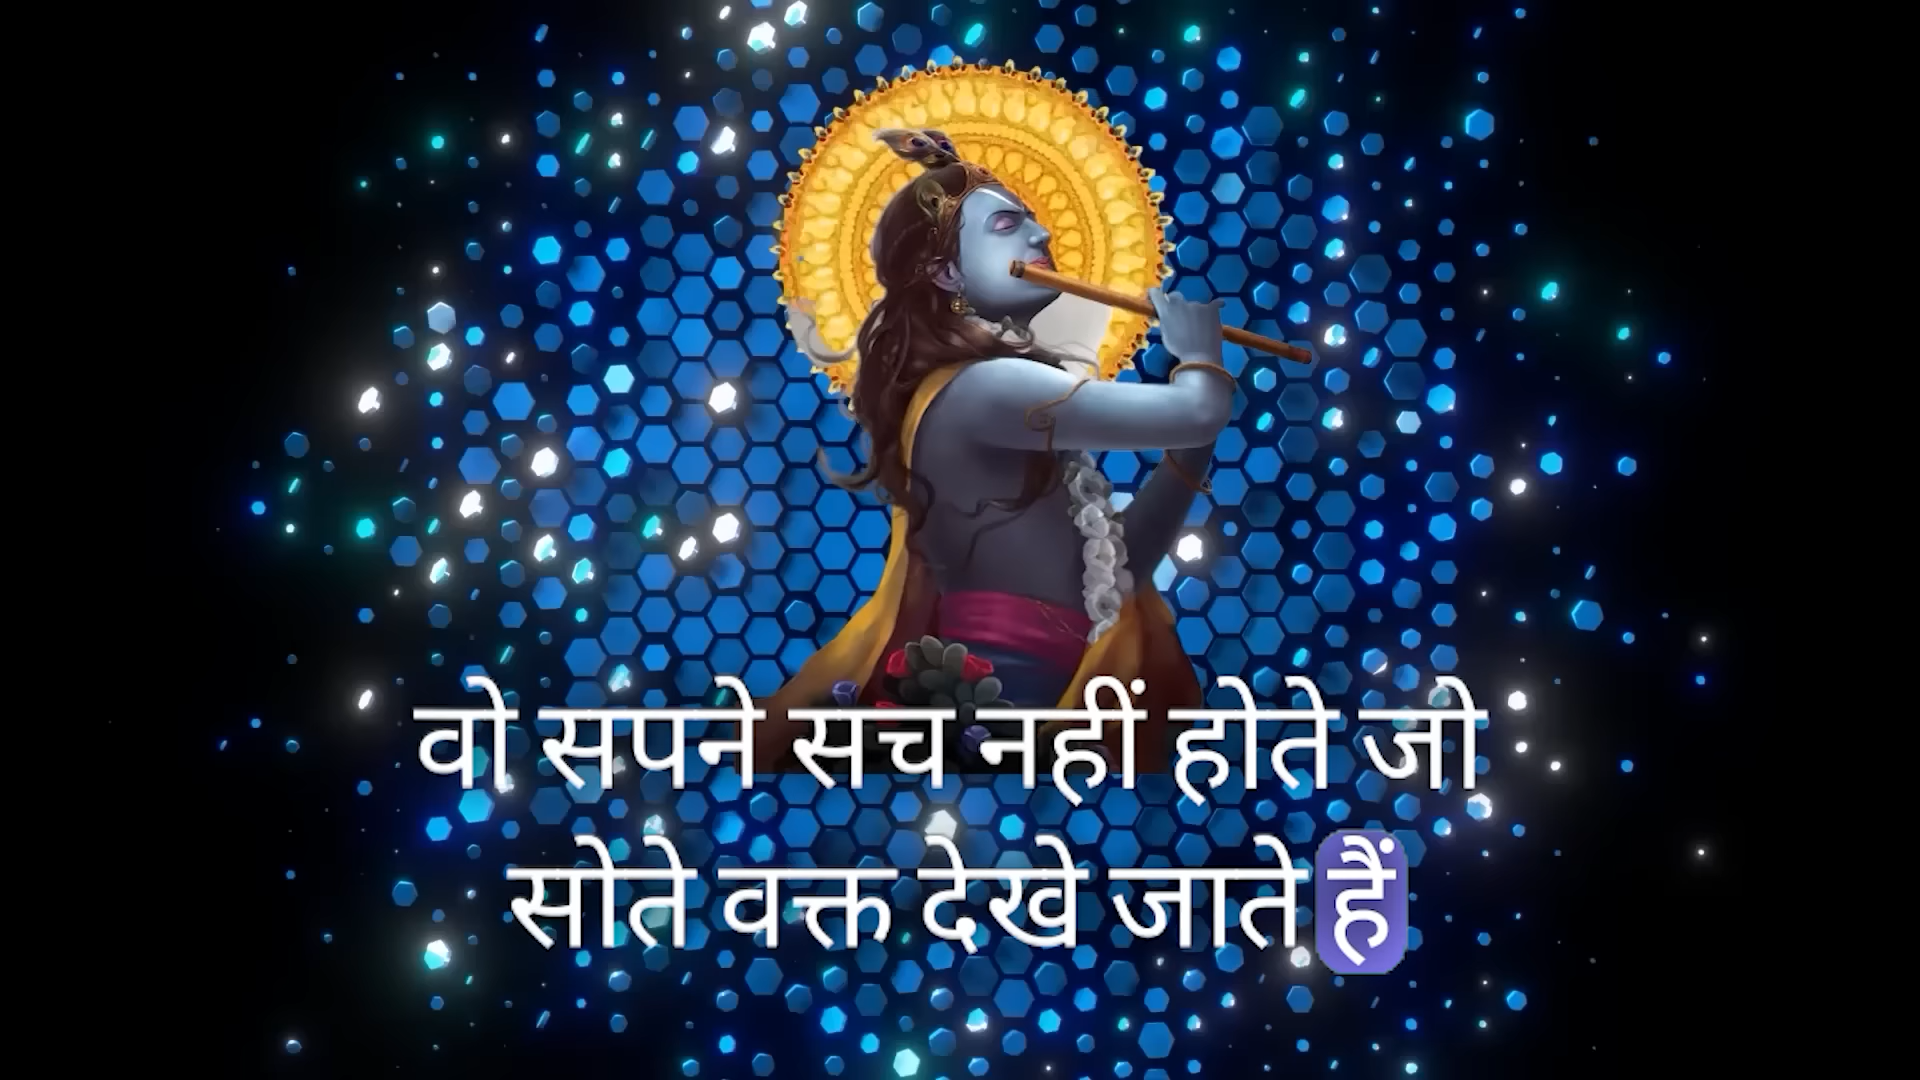 वो सपने सच नहीं होते जो
सोते वक्त देखे जाते हैं